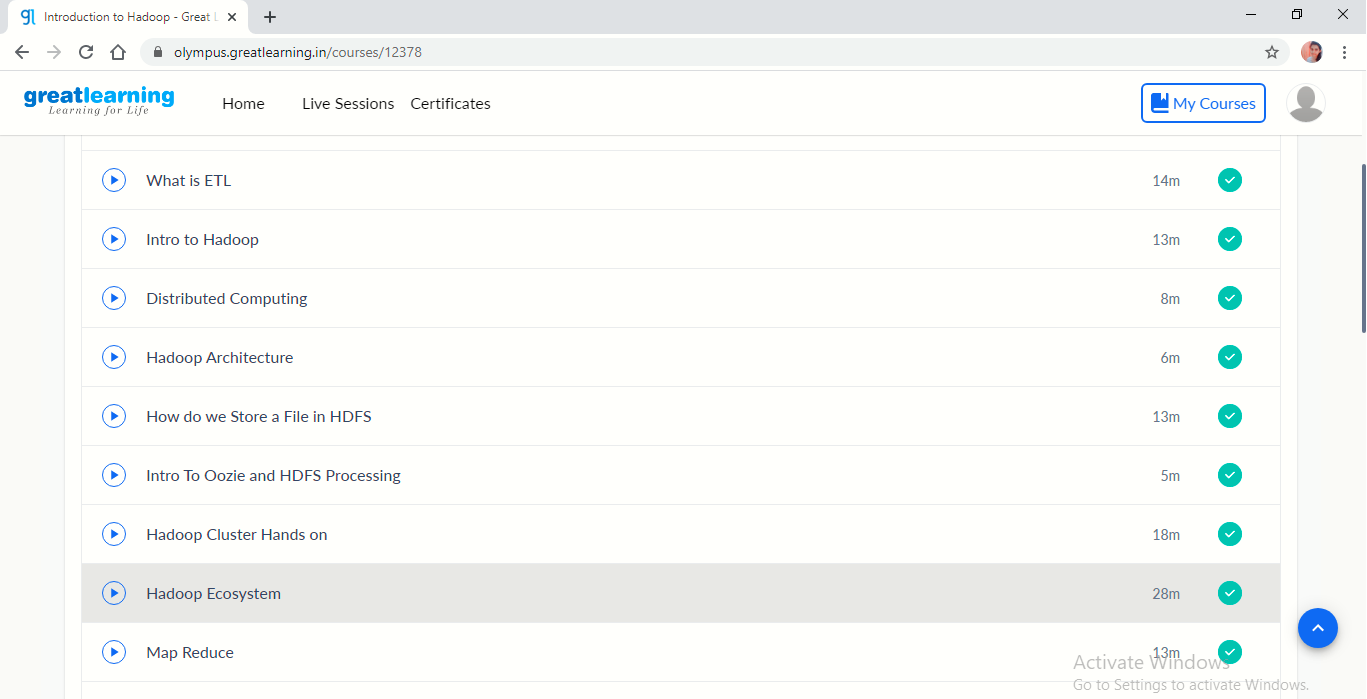 gl Introduction to Hadoop - Great L
olympus.greatlearning.in/courses/12378
greatlearning
Learning for Life
Home Live Sessions Certificates My Courses
What is ETL 14m
Intro to Hadoop 13m
Distributed Computing 8m
Hadoop Architecture 6m
How do we Store a File in HDFS 13m
Intro To Oozie and HDFS Processing 5m
Hadoop Cluster Hands on 18m
Hadoop Ecosystem 28m
Map Reduce 13m
Activate Windows
Go to Settings to activate Windows.